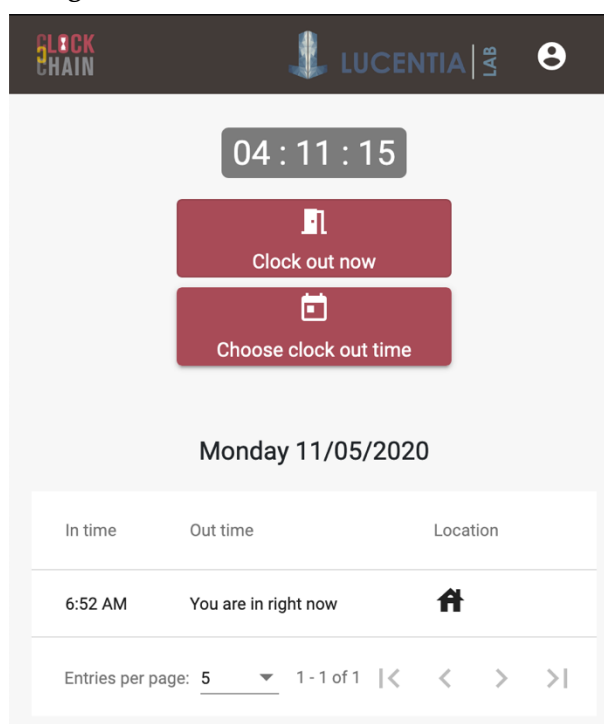 CLOCK
CHAIN
LUCENTIA LAB
04 : 11 : 15
Clock out now
Choose clock out time
Monday 11/05/2020
In time Out time Location
6:52 AM You are in right now
Entries per page: 5 1 - 1 of 1